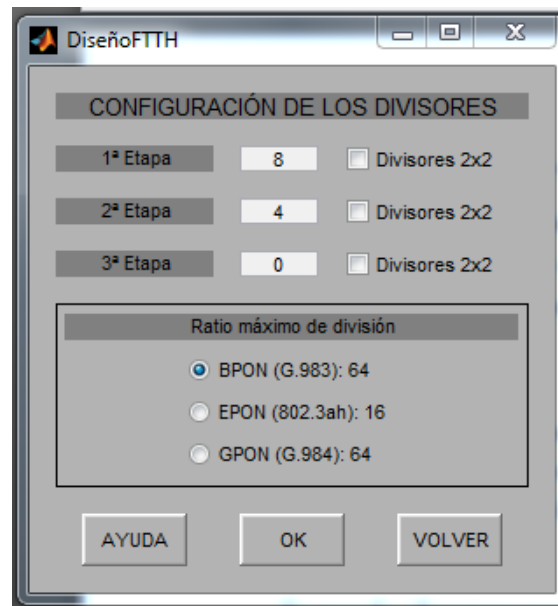 DiseñoFTTH
CONFIGURACIÓN DE LOS DIVISORES
1ª Etapa 8 Divisores 2x2
2ª Etapa 4 Divisores 2x2
3ª Etapa 0 Divisores 2x2
Ratio máximo de división
BPON (G.983): 64
EPON (802.3ah): 16
GPON (G.984): 64
AYUDA OK VOLVER